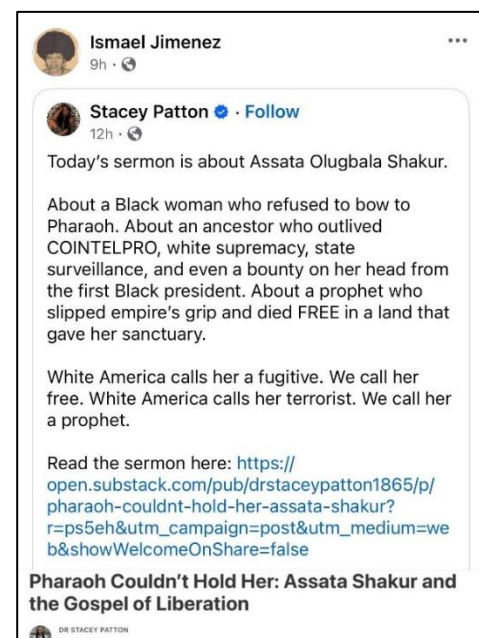 Ismael Jimenez
9h ·
Stacey Patton · Follow
12h ·
Today's sermon is about Assata Olugbala Shakur.
About a Black woman who refused to bow to
Pharaoh. About an ancestor who outlived
COINTELPRO, white supremacy, state
surveillance, and even a bounty on her head from
the first Black president. About a prophet who
slipped empire's grip and died FREE in a land that
gave her sanctuary.
White America calls her a fugitive. We call her
free. White America calls her terrorist. We call her
a prophet.
Read the sermon here: https://
open.substack.com/pub/drstaceypatton1865/p/
pharaoh-couldnt-hold-her-assata-shakur?
r=ps5eh&utm_campaign=post&utm_medium=we
b&showWelcomeOnShare=false
Pharaoh Couldn't Hold Her: Assata Shakur and
the Gospel of Liberation
DR STACEY PATTON